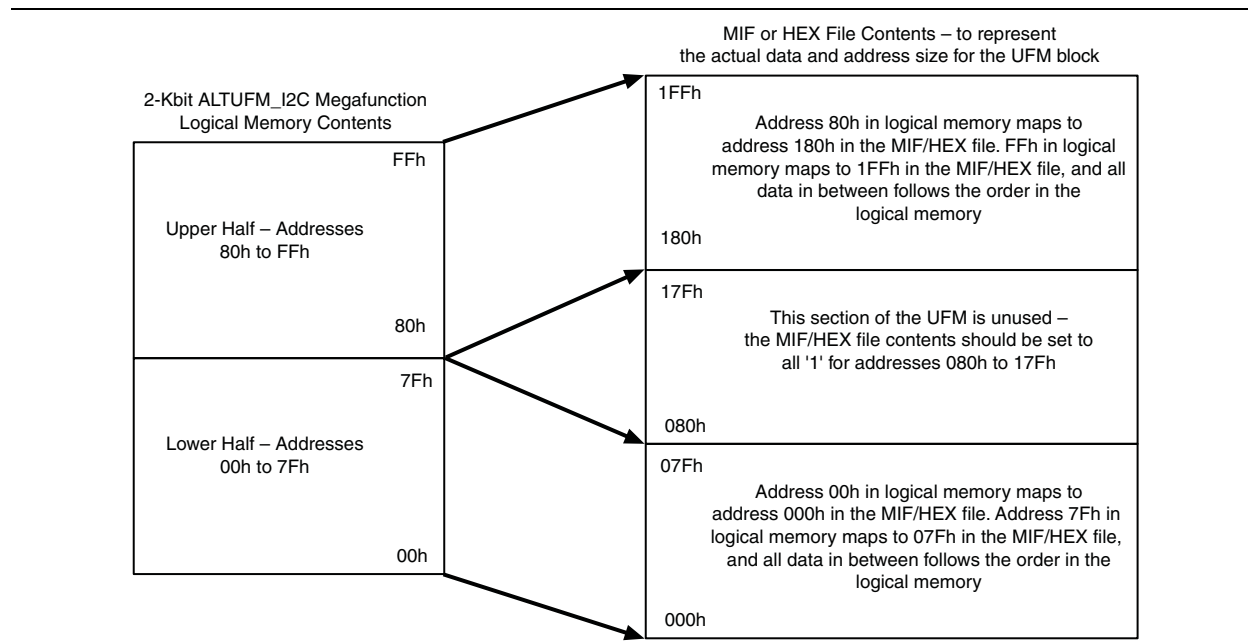 2-Kbit ALTUFM_I2C Megafunction
Logical Memory Contents
FFh
Upper Half – Addresses
80h to FFh
80h
7Fh
Lower Half – Addresses
00h to 7Fh
00h
MIF or HEX File Contents – to represent
the actual data and address size for the UFM block
1FFh
Address 80h in logical memory maps to
address 180h in the MIF/HEX file. FFh in logical
memory maps to 1FFh in the MIF/HEX file, and all
data in between follows the order in the
logical memory
180h
17Fh
This section of the UFM is unused –
the MIF/HEX file contents should be set to
all '1' for addresses 080h to 17Fh
080h
07Fh
Address 00h in logical memory maps to
address 000h in the MIF/HEX file. Address 7Fh in
logical memory maps to 07Fh in the MIF/HEX file,
and all data in between follows the order in the
logical memory
000h